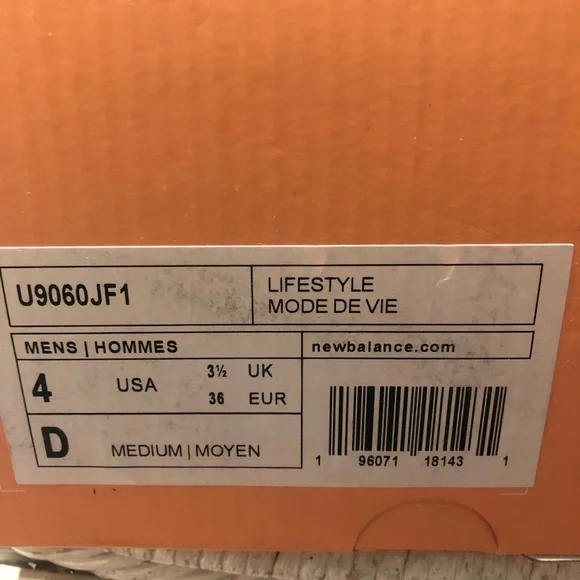 U9060JF1
LIFESTYLE
MODE DE VIE
MENS | HOMMES
newbalance.com
4 USA 3½ UK
36 EUR
D MEDIUM | MOYEN
1 96071 18143 1